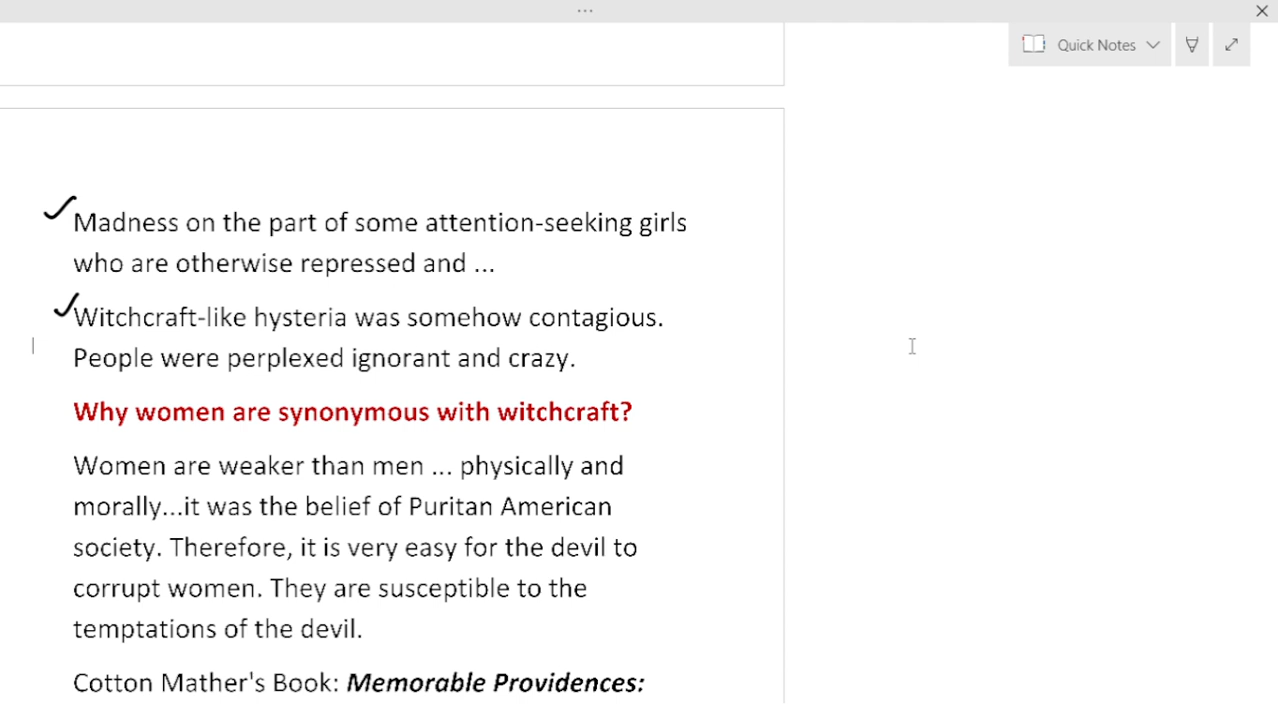 ...
Quick Notes
Madness on the part of some attention-seeking girls
who are otherwise repressed and ...
Witchcraft-like hysteria was somehow contagious.
People were perplexed ignorant and crazy.
Why women are synonymous with witchcraft?
Women are weaker than men ... physically and
morally...it was the belief of Puritan American
society. Therefore, it is very easy for the devil to
corrupt women. They are susceptible to the
temptations of the devil.
Cotton Mather's Book: Memorable Providences: